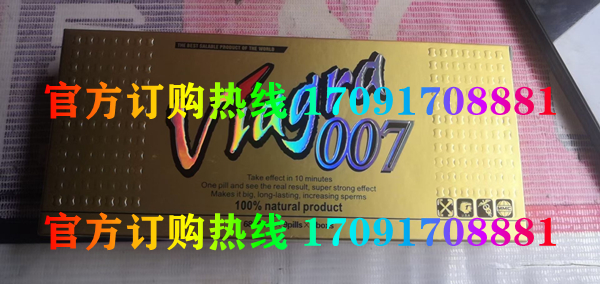 THE BEST SALABLE PRODUCT OF THE WORLD
官方订购热线 17091708881
Viagra
007
Take effect in 10 minutes
One pill and see the real result, super strong effect
Makes it big, long-lasting, increasing sperms
100% natural product
官方订购热线 17091708881